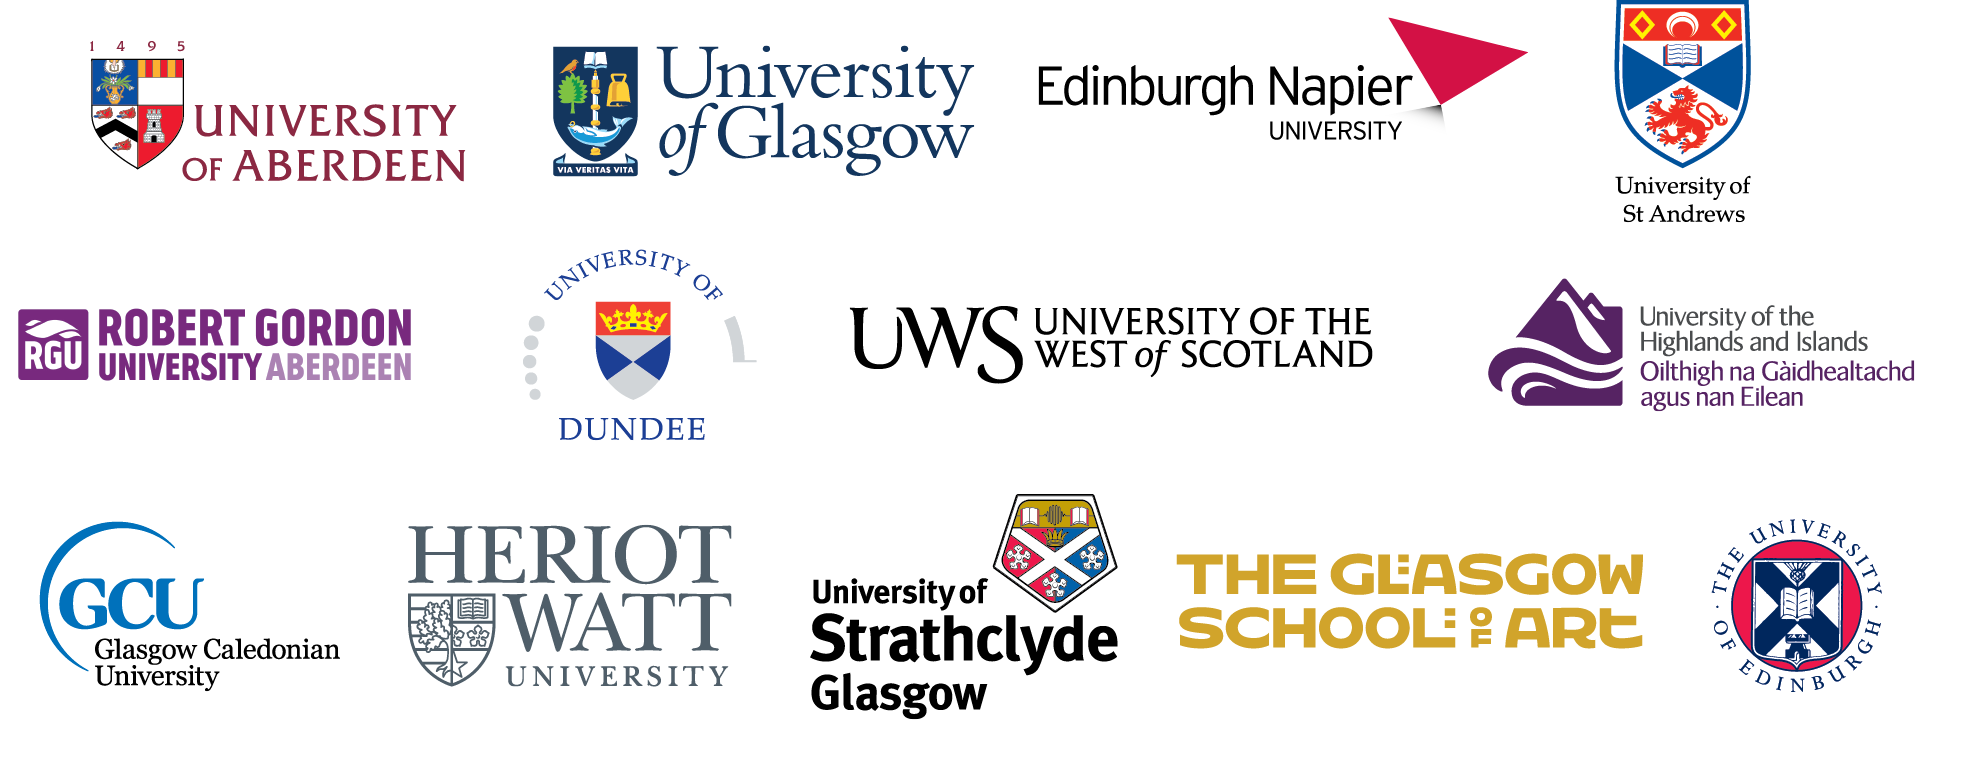 1 4 9 5
UNIVERSITY
OF ABERDEEN
University
of Glasgow
VIA VERITAS VITA
Edinburgh Napier
UNIVERSITY
University of
St Andrews
RGU
ROBERT GORDON
UNIVERSITY ABERDEEN
UNIVERSITY OF
DUNDEE
UWS
UNIVERSITY OF THE
WEST of SCOTLAND
University of the
Highlands and Islands
Oilthigh na Gàidhealtachd
agus nan Eilean
GCU
Glasgow Caledonian
University
HERIOT
WATT
UNIVERSITY
University of
Strathclyde
Glasgow
THE GLASGOW
SCHOOL OF ART
THE UNIVERSITY
OF EDINBURGH